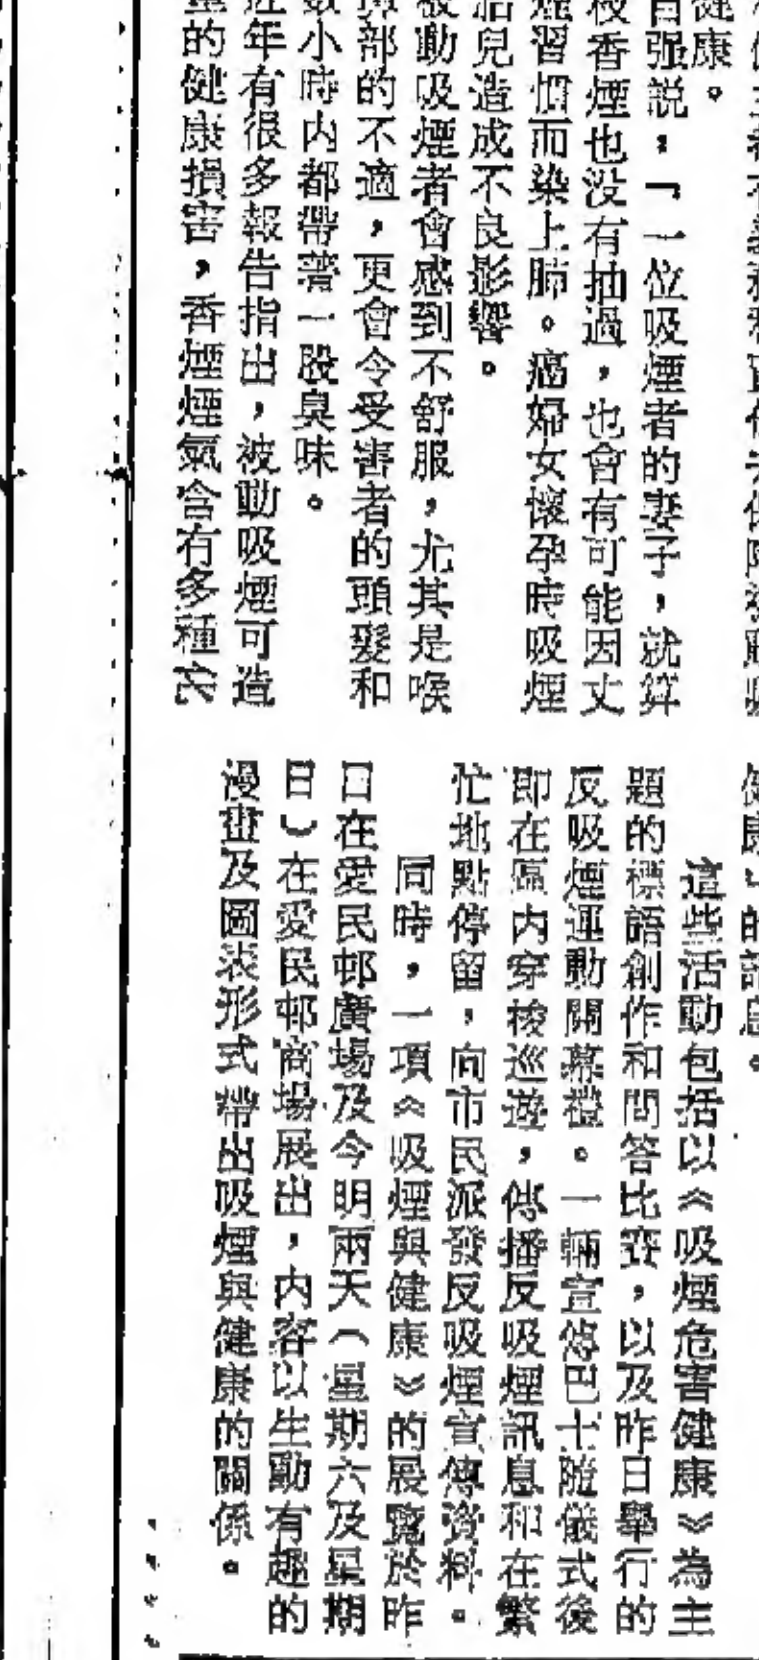 健康。
自强説，「一位吸煙者的妻子，就算
枝香煙也没有抽過，也會有可能因丈
煙習慣而染上肺。癌婦女懷孕時吸煙
胎兒造成不良影響。
被動吸煙者會感到不舒服，尤其是喉
鼻部的不適，更會令受害者的頭髮和
數小時内都帶著一股臭味。
近年有很多報告指出，被動吸煙可造
的健康損害，香煙煙氣含有多種
健康」的訊息。
這些活動包括以《吸煙危害健康》為主
題的標語創作和問答比賽，以及昨日舉行的
反吸煙運動開幕禮。一輛宣傳巴士隨儀式後
即在區内穿梭巡遊，傳播反吸煙訊息和在繁
忙地點停留，向市民派發反吸煙宣傳資料。
同時，一項《吸煙與健康》的展覽於昨
日在愛民邨廣場及今明兩天（星期六及星期
日）在愛民邨商場展出，内容以生動有趣的
漫畫及圖表形式帶出吸煙與健康的關係。